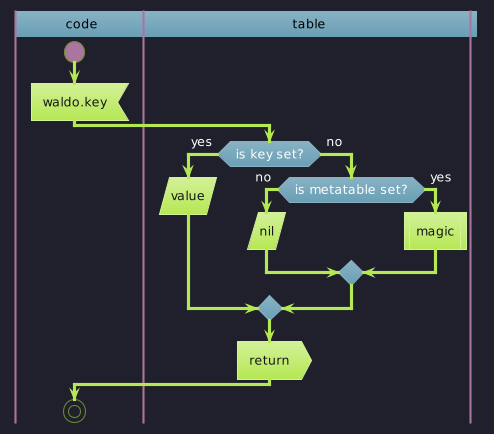 code
table
waldo.key
yes
is key set?
no
no
is metatable set?
yes
value
nil
magic
return